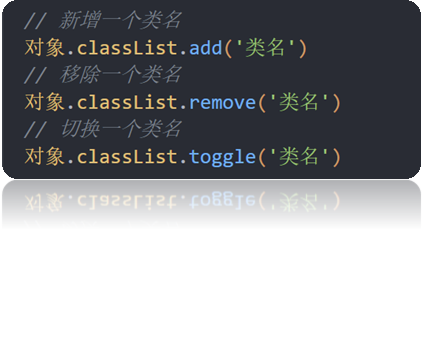 // 新增一个类名
对象.classList.add('类名')
// 移除一个类名
对象.classList.remove('类名')
// 切换一个类名
对象.classList.toggle('类名')